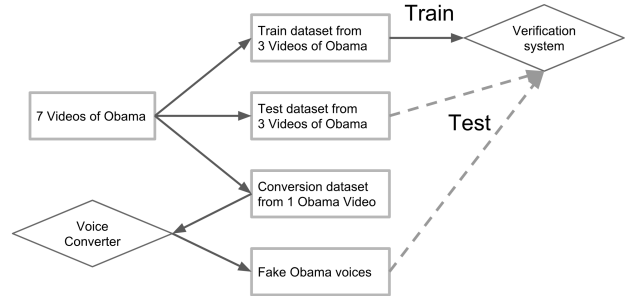 Train dataset from
3 Videos of Obama
Train
Verification
system
7 Videos of Obama
Test dataset from
3 Videos of Obama
Test
Conversion dataset
from 1 Obama Video
Voice
Converter
Fake Obama voices